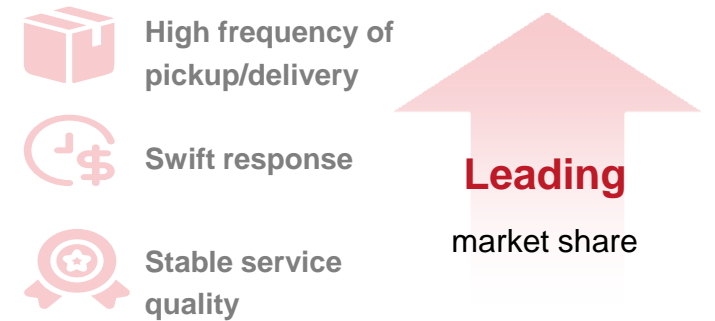 High frequency of
pickup/delivery
Swift response
Stable service
quality
Leading
market share